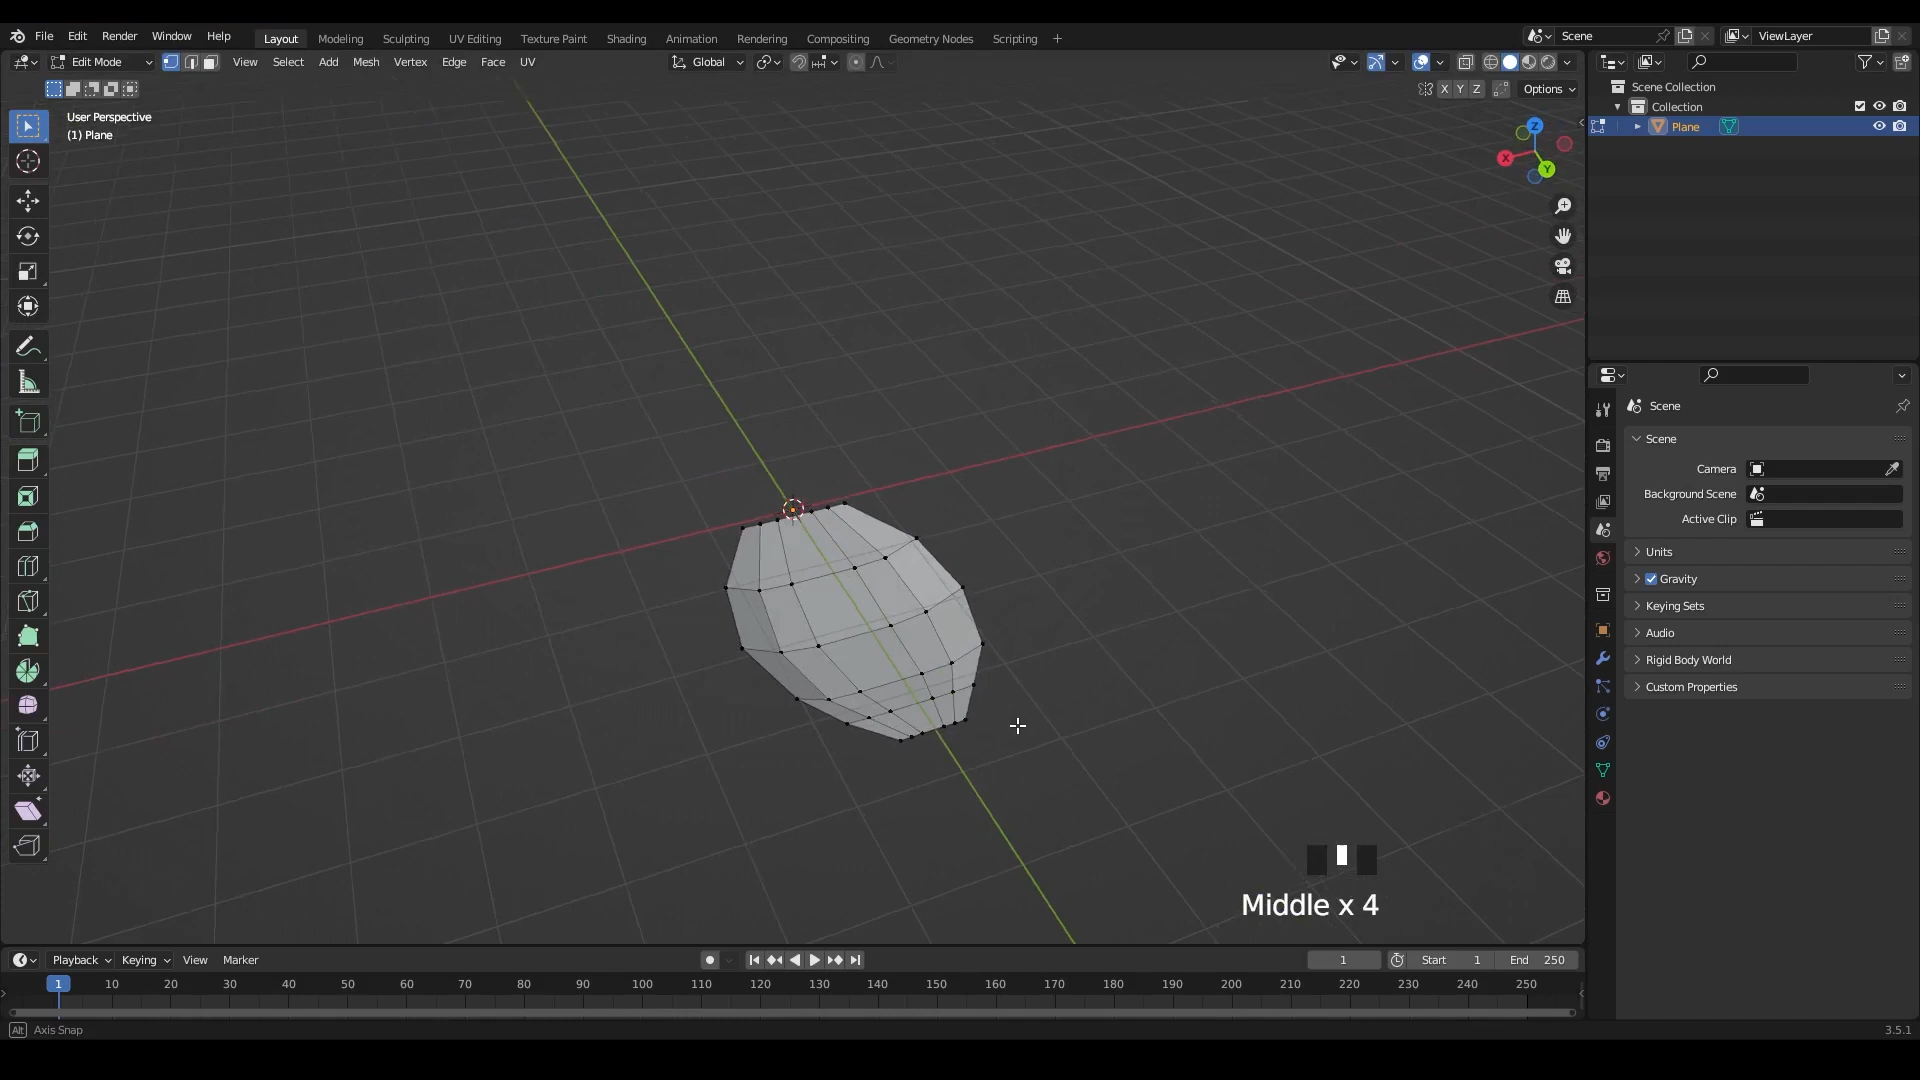 File Edit Render Window Help Layout Modeling Sculpting UV Editing Texture Paint Shading Animation Rendering Compositing Geometry Nodes Scripting + Scene ViewLayer
Edit Mode View Select Add Mesh Vertex Edge Face UV Global
X Y Z Options
User Perspective
(1) Plane
Z
X
Y
Scene Collection
Collection
Plane
Scene
Scene
Camera
Background Scene
Active Clip
Units
Gravity
Keying Sets
Audio
Rigid Body World
Custom Properties
Middle x 4
Playback Keying View Marker 1 Start 1 End 250
1 10 20 30 40 50 60 70 80 90 100 110 120 130 140 150 160 170 180 190 200 210 220 230 240 250
Alt Axis Snap 3.5.1